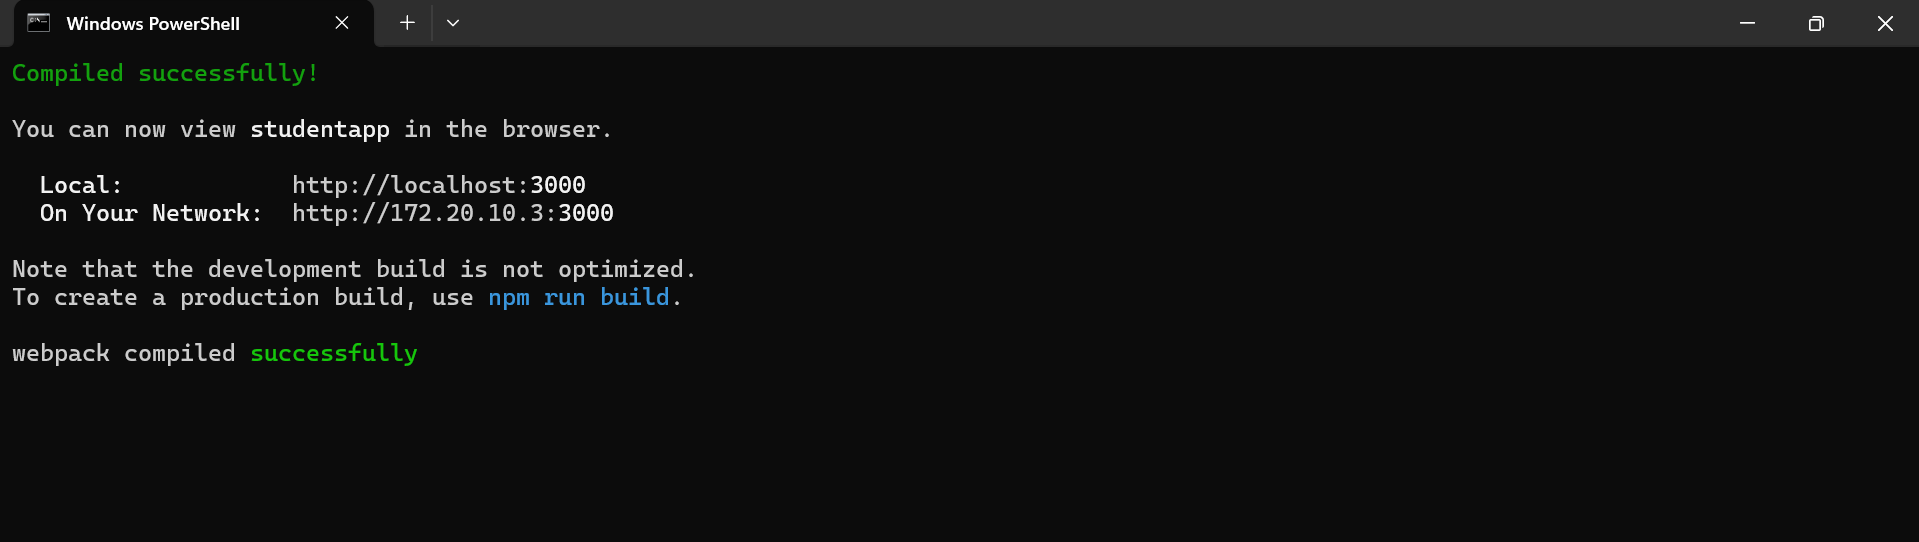 Windows PowerShell
Compiled successfully!
You can now view studentapp in the browser.
Local: http://localhost:3000
On Your Network: http://172.20.10.3:3000
Note that the development build is not optimized.
To create a production build, use npm run build.
webpack compiled successfully